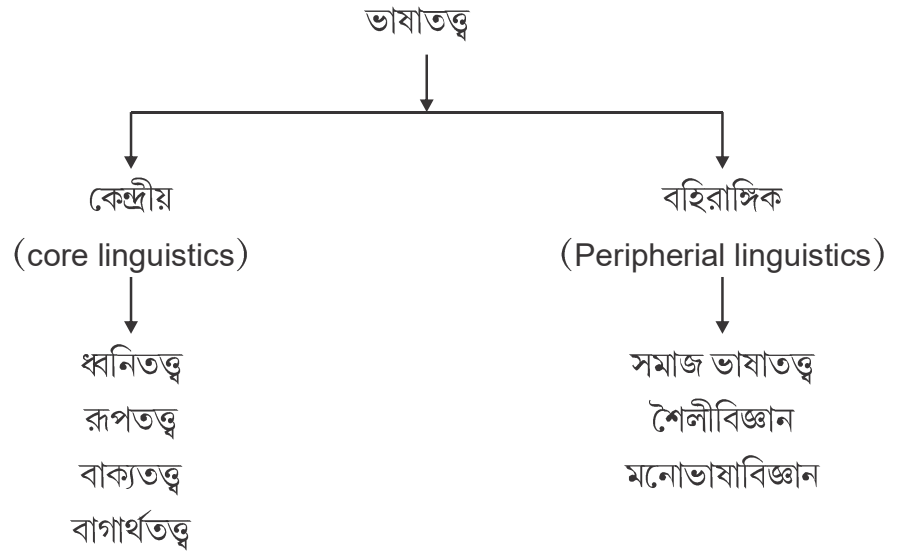 ভাষাতত্ত্ব
কেন্দ্রীয়
(core linguistics)
ধ্বনিতত্ত্ব
রূপতত্ত্ব
বাক্যতত্ত্ব
বাগার্থতত্ত্ব
বহিরাঙ্গিক
(Peripherial linguistics)
সমাজ ভাষাতত্ত্ব
শৈলীবিজ্ঞান
মনোভাষাবিজ্ঞান